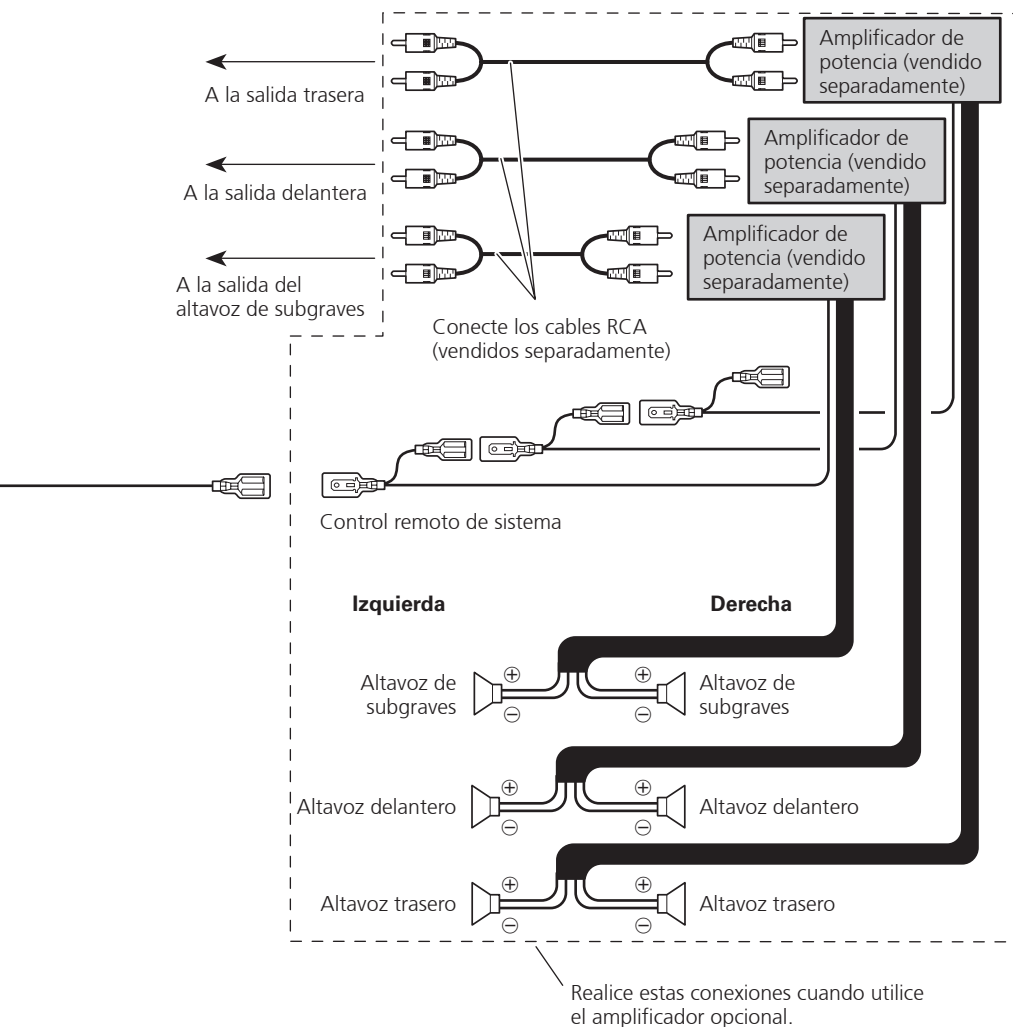 Amplificador de
potencia (vendido
separadamente)
A la salida trasera
Amplificador de
potencia (vendido
separadamente)
A la salida delantera
Amplificador de
potencia (vendido
separadamente)
A la salida del
altavoz de subgraves
Conecte los cables RCA
(vendidos separadamente)
Control remoto de sistema
Izquierda
Derecha
Altavoz de
subgraves
+
-
+
-
Altavoz de
subgraves
Altavoz delantero
+
-
+
-
Altavoz delantero
Altavoz trasero
+
-
+
-
Altavoz trasero
Realice estas conexiones cuando utilice
el amplificador opcional.